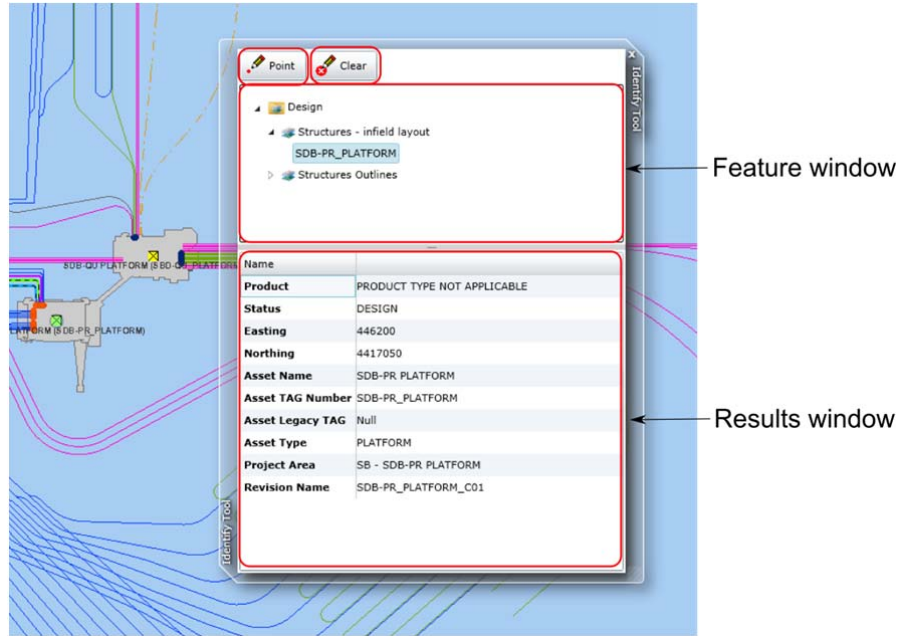 Point
Clear
Identify Tool
Design
Structures - infield layout
SDB-PR_PLATFORM
Structures Outlines
Feature window
SDB-QU PLATFORM
PLATFORM
(SDB-PR_PLATFORM)
Name
Product PRODUCT TYPE NOT APPLICABLE
Status DESIGN
Easting 446200
Northing 4417050
Asset Name SDB-PR PLATFORM
Asset TAG Number SDB-PR_PLATFORM
Asset Legacy TAG Null
Asset Type PLATFORM
Project Area SB - SDB-PR PLATFORM
Revision Name SDB-PR_PLATFORM_C01
Results window
Identify Tool